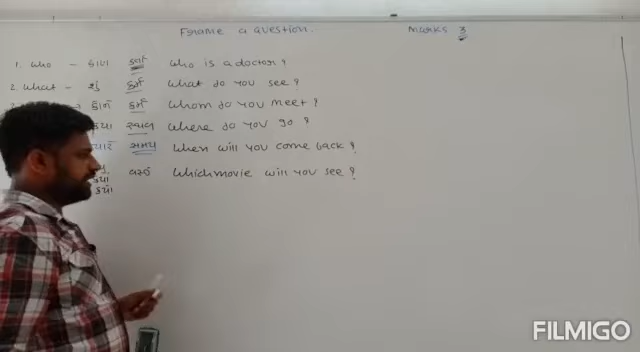 Frame a question.
Marks 3
1. Who - કોણ કર્તા Who is a doctor?
2. What - શું કર્મ What do you see?
કોને કર્મ Whom do you meet?
ક્યાં સ્થળ Where do you go?
ક્યારે સમય When will you come back?
Which movie will you see?
FILMIGO